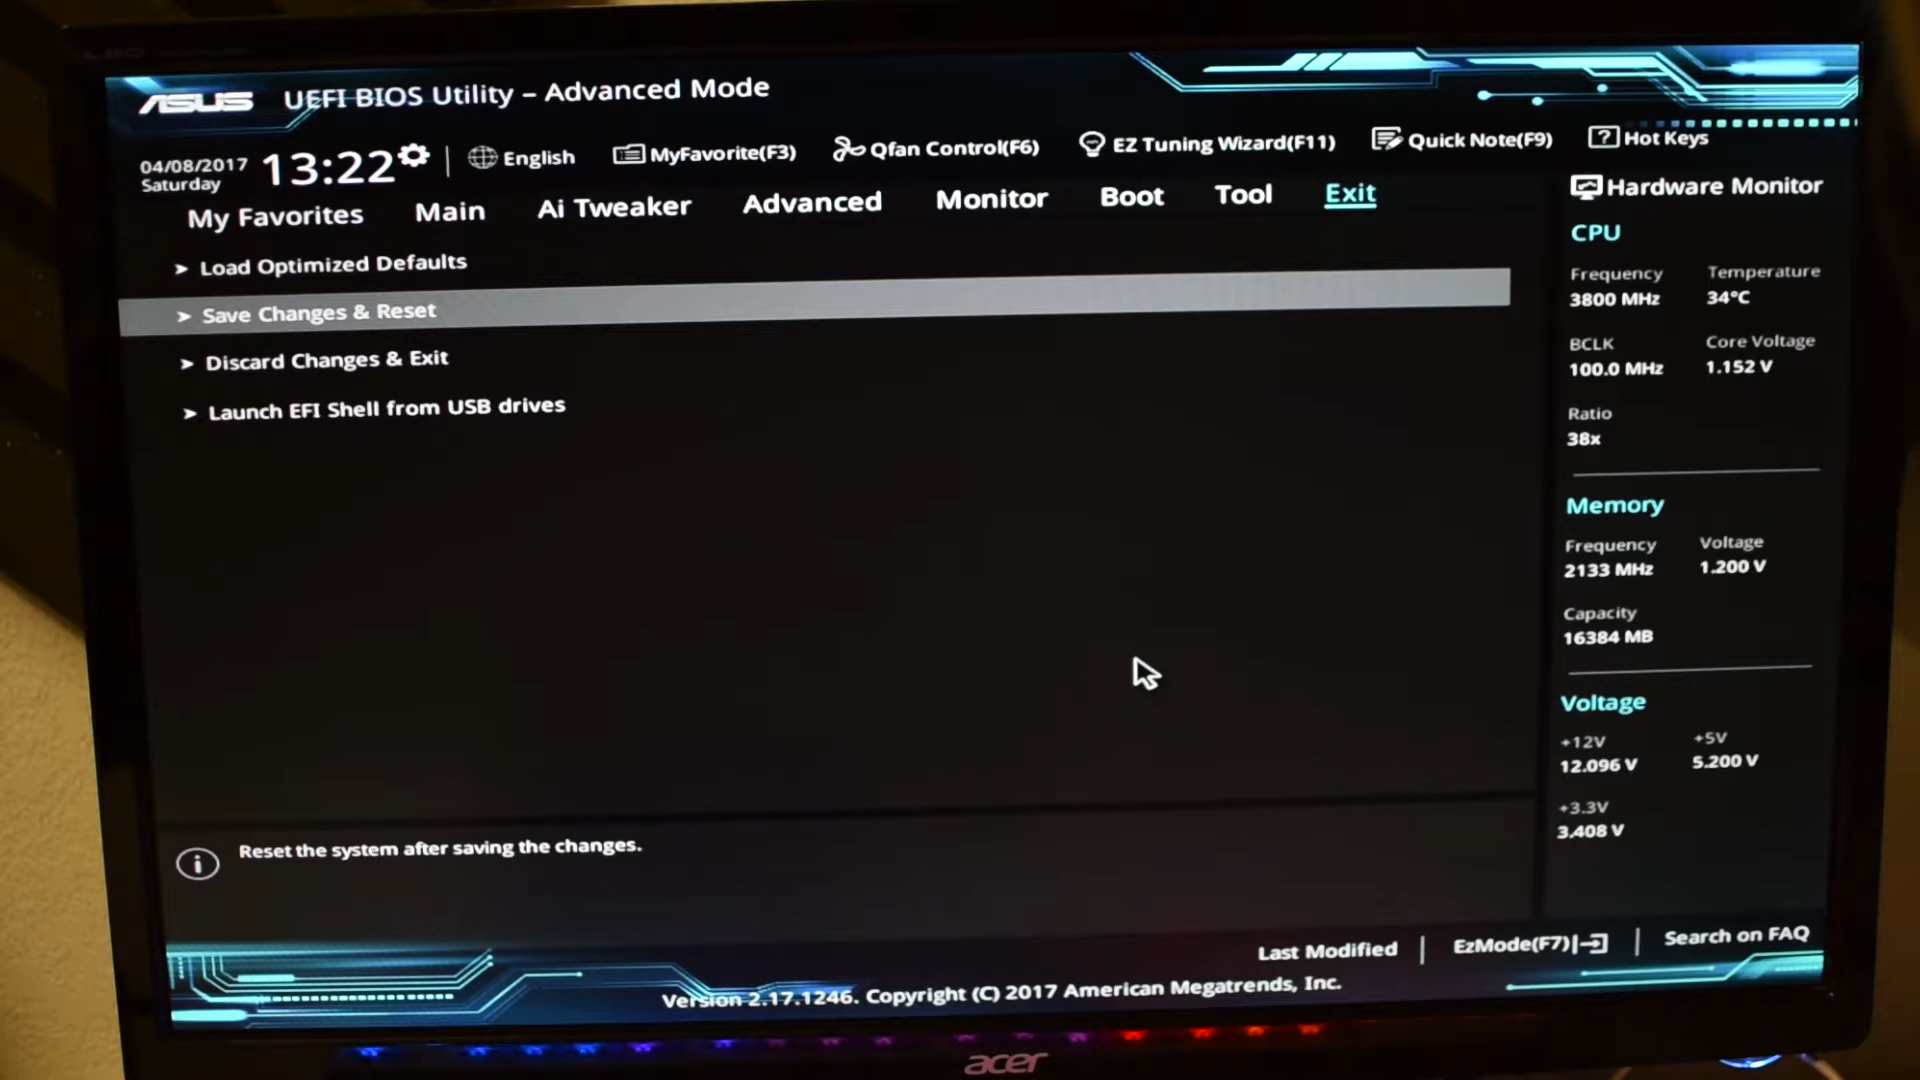 ASUS UEFI BIOS Utility – Advanced Mode
04/08/2017
Saturday
13:22
English
MyFavorite(F3)
Qfan Control(F6)
EZ Tuning Wizard(F11)
Quick Note(F9)
? Hot Keys
My Favorites
Main
Ai Tweaker
Advanced
Monitor
Boot
Tool
Exit
Load Optimized Defaults
Save Changes & Reset
Discard Changes & Exit
Launch EFI Shell from USB drives
Hardware Monitor
CPU
Frequency Temperature
3800 MHz 34°C
BCLK Core Voltage
100.0 MHz 1.152 V
Ratio
38x
Memory
Frequency Voltage
2133 MHz 1.200 V
Capacity
16384 MB
Voltage
+12V +5V
12.096 V 5.200 V
+3.3V
3.408 V
i Reset the system after saving the changes.
Last Modified
EzMode(F7)
Search on FAQ
Version 2.17.1246. Copyright (C) 2017 American Megatrends, Inc.
acer